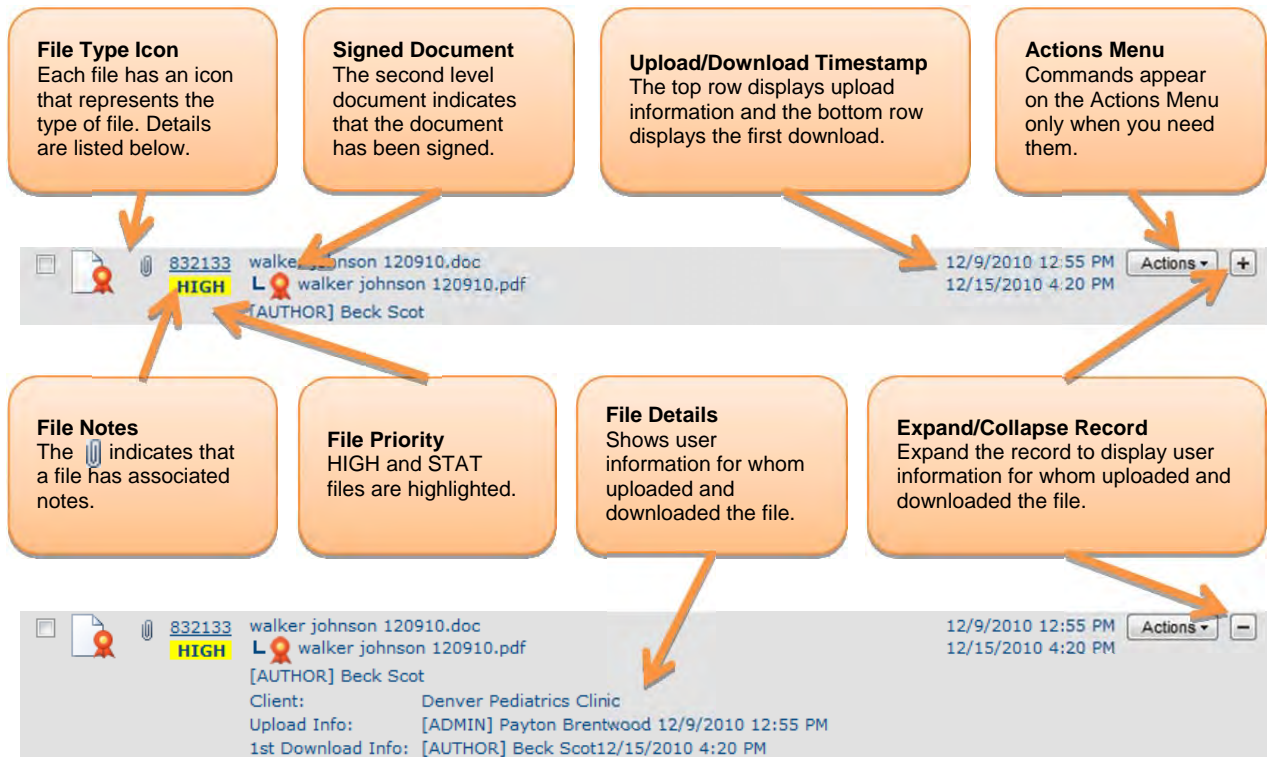 File Type Icon
Each file has an icon
that represents the
type of file. Details
are listed below.
Signed Document
The second level
document indicates
that the document
has been signed.
Upload/Download Timestamp
The top row displays upload
information and the bottom row
displays the first download.
Actions Menu
Commands appear
on the Actions Menu
only when you need
them.
832133 walker johnson 120910.doc 12/9/2010 12:55 PM Actions +
HIGH walker johnson 120910.pdf 12/15/2010 4:20 PM
[AUTHOR] Beck Scot
File Notes
The indicates that
a file has associated
notes.
File Priority
HIGH and STAT
files are highlighted.
File Details
Shows user
information for whom
uploaded and
downloaded the file.
Expand/Collapse Record
Expand the record to display user
information for whom uploaded and
downloaded the file.
832133 walker johnson 120910.doc 12/9/2010 12:55 PM Actions −
HIGH walker johnson 120910.pdf 12/15/2010 4:20 PM
[AUTHOR] Beck Scot
Client: Denver Pediatrics Clinic
Upload Info: [ADMIN] Payton Brentwood 12/9/2010 12:55 PM
1st Download Info: [AUTHOR] Beck Scot12/15/2010 4:20 PM